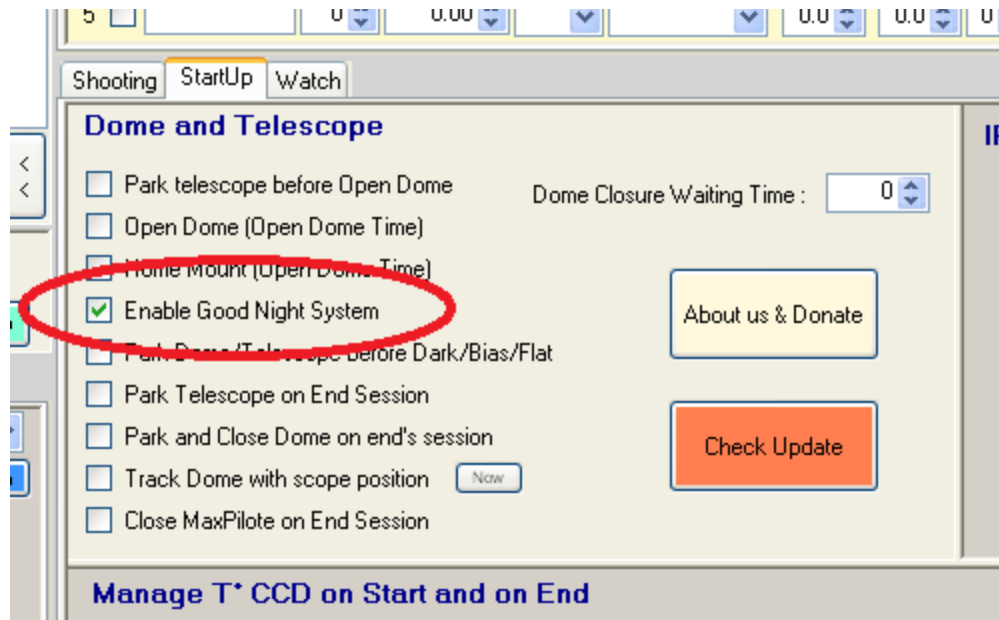 5 0 0.00 0.0 0.0 0
Shooting StartUp Watch
Dome and Telescope
Park telescope before Open Dome
Dome Closure Waiting Time : 0
Open Dome (Open Dome Time)
Home Mount (Open Dome Time)
Enable Good Night System
About us & Donate
Park Dome/Telescope before Dark/Bias/Flat
Park Telescope on End Session
Park and Close Dome on end's session
Check Update
Track Dome with scope position Now
Close MaxPilote on End Session
Manage T° CCD on Start and on End